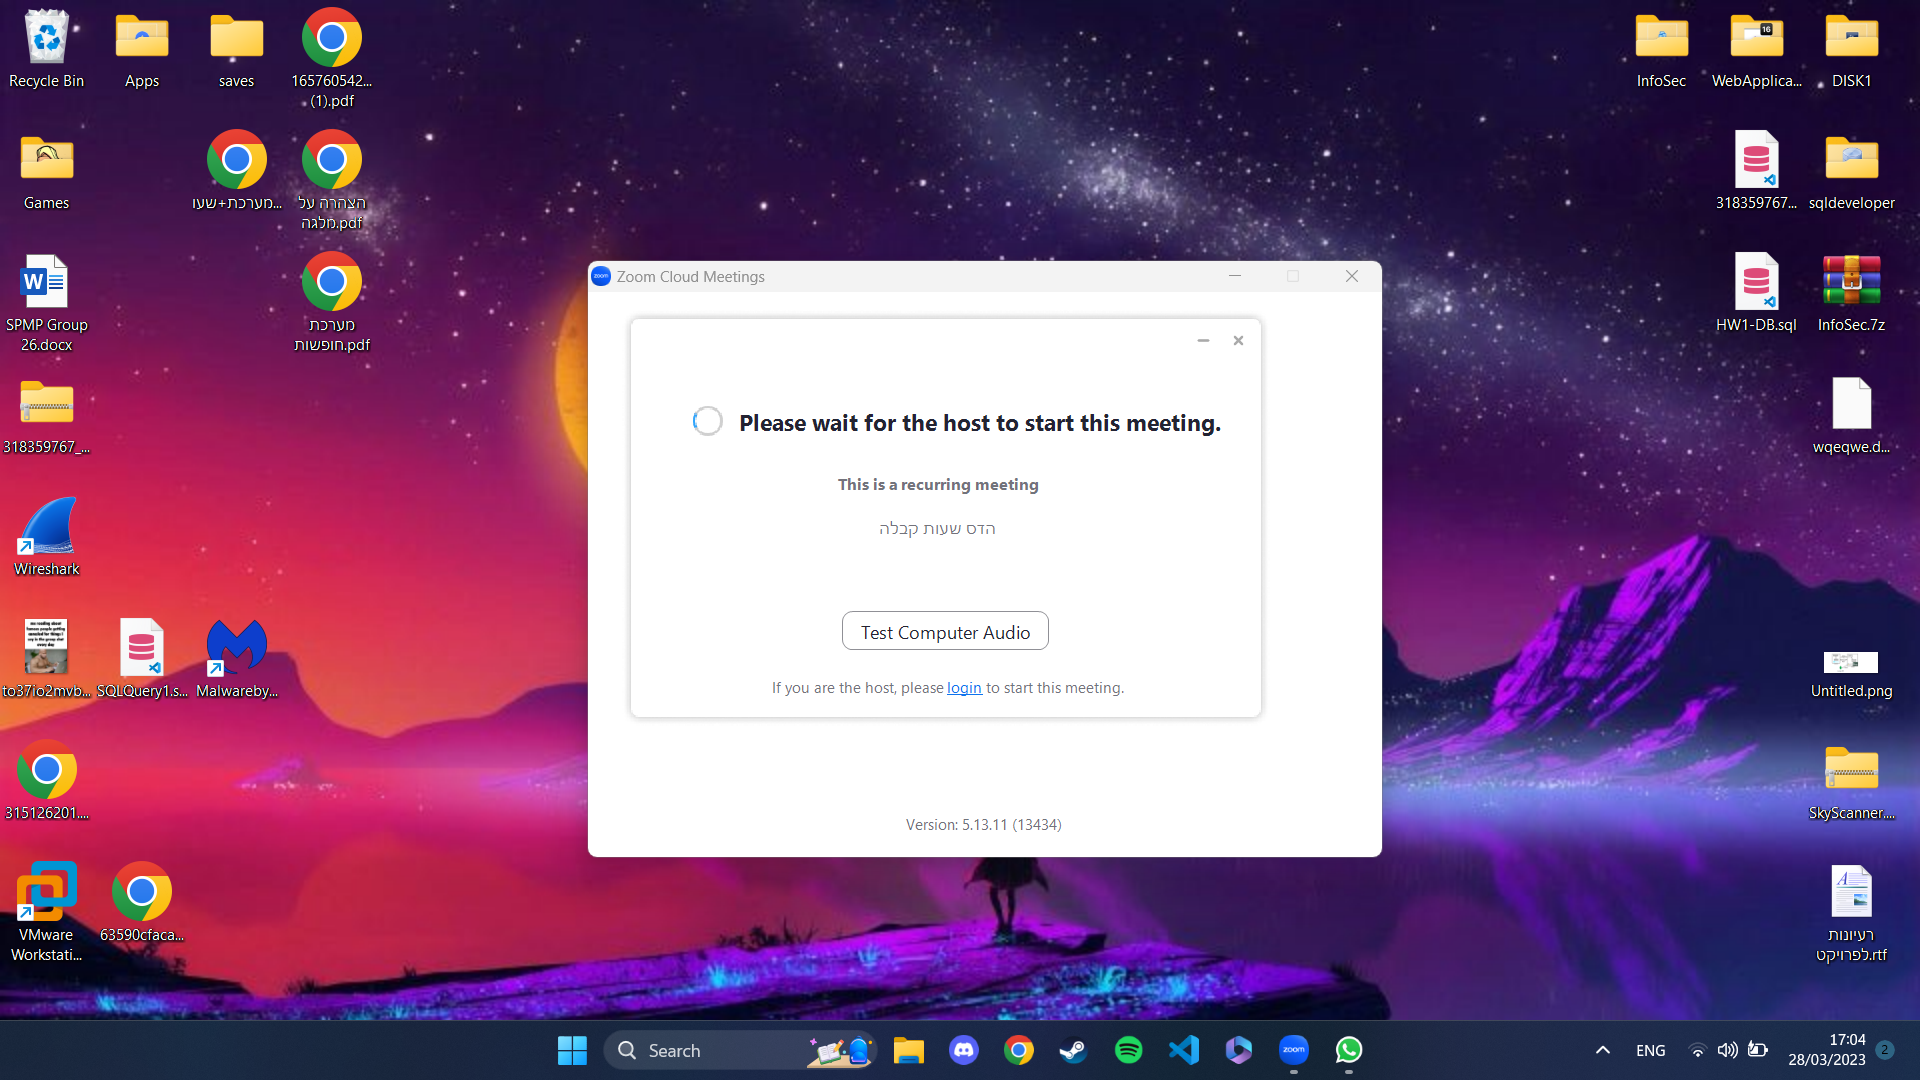 Recycle Bin
Apps
saves
165760542...
(1).pdf
InfoSec
WebApplica...
16
DISK1
Games
מערכת+שעו...
הצהרה על
מלגה.pdf
318359767...
sqldeveloper
SPMP Group
26.docx
מערכת
חופשות.pdf
HW1-DB.sql
InfoSec.7z
318359767_...
wqeqwe.d...
Wireshark
to37io2mvb...
SQLQuery1.s...
Malwareby...
Untitled.png
315126201....
SkyScanner....
VMware
Workstati...
63590cfaca...
רעיונות
לפרויקט.rtf
zoom
Zoom Cloud Meetings
Please wait for the host to start this meeting.
This is a recurring meeting
הדס שעות קבלה
Test Computer Audio
If you are the host, please login to start this meeting.
Version: 5.13.11 (13434)
Search
zoom
ENG
17:04
28/03/2023
2